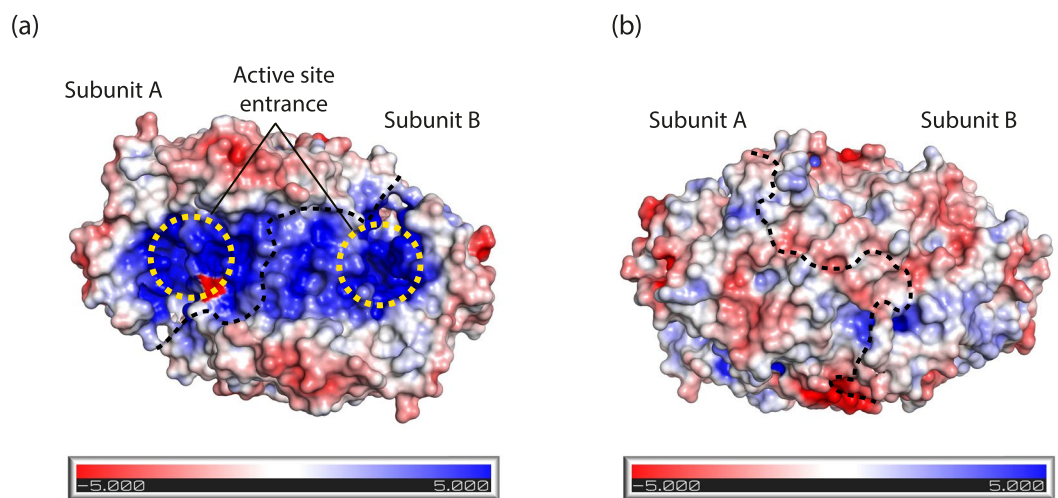 (a)
(b)
Active site
entrance
Subunit A
Subunit B
Subunit A
Subunit B
-5.000
5.000
-5.000
5.000